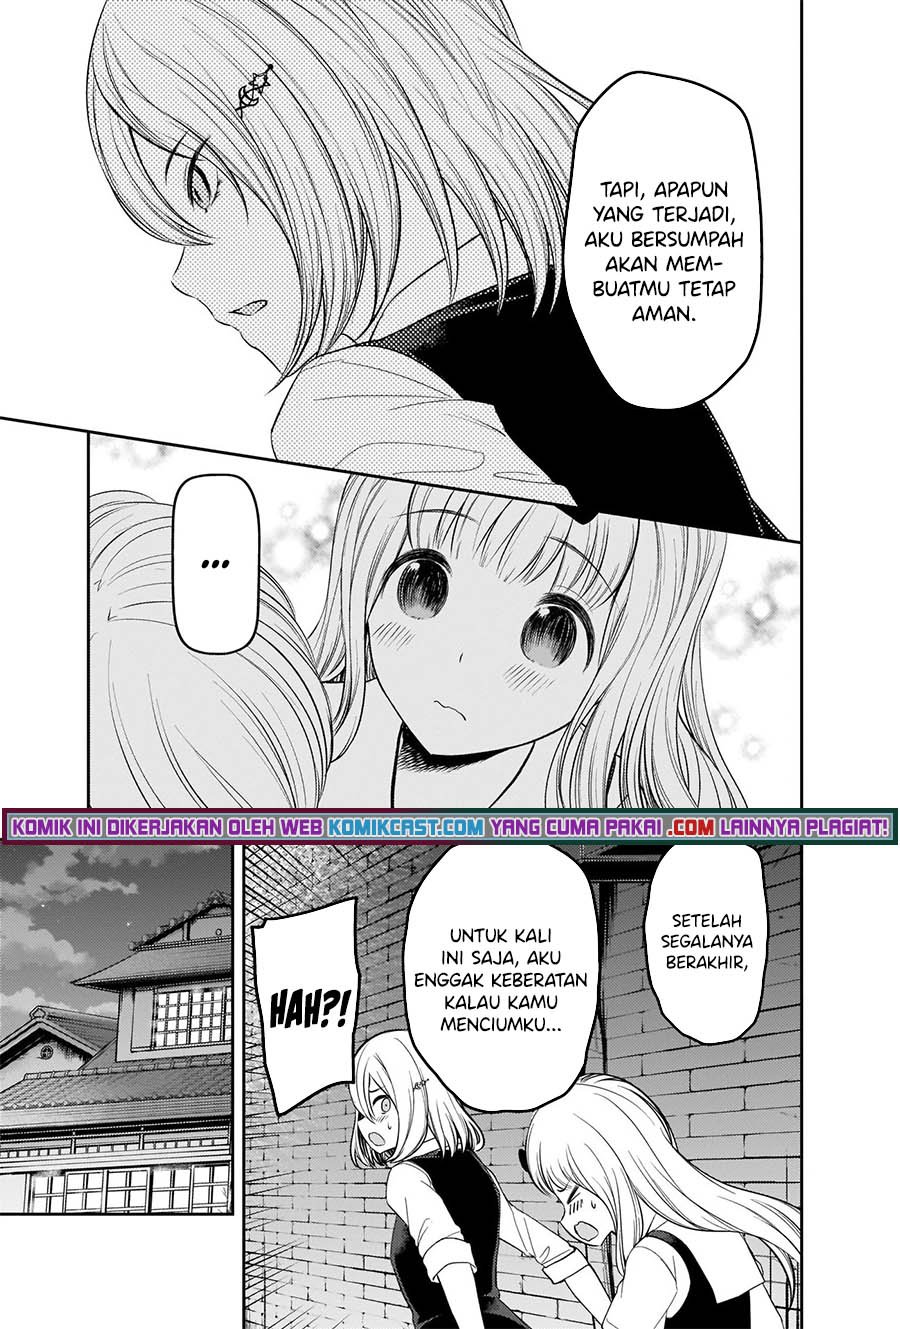 TAPI, APAPUN
YANG TERJADI,
AKU BERSUMPAH
AKAN MEM-
BUATMU TETAP
AMAN.
...
KOMIK INI DIKERJAKAN OLEH WEB KOMIKCAST.COM YANG CUMA PAKAI .COM LAINNYA PLAGIAT!
SETELAH
SEGALANYA
BERAKHIR,
UNTUK KALI
INI SAJA, AKU
ENGGAK KEBERATAN
KALAU KAMU
MENCIUMKU...
HAH?!